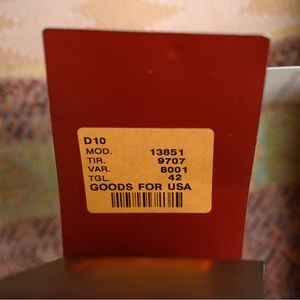 D10
MOD. 13851
TIR. 9707
VAR. 8001
TGL. 42
GOODS FOR USA